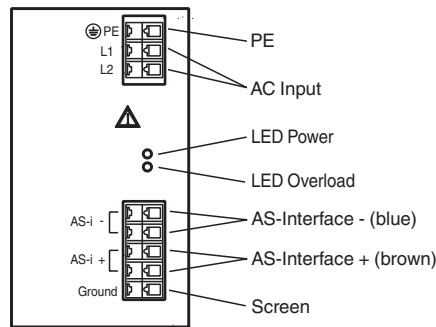 PE
PE
L1
AC Input
L2
LED Power
LED Overload
AS-i -
AS-Interface - (blue)
AS-i +
AS-Interface + (brown)
Ground
Screen